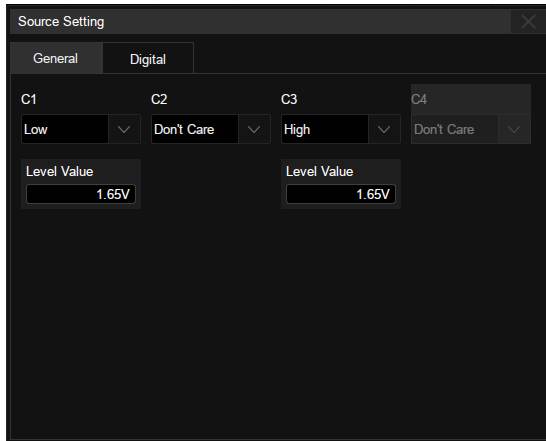 Source Setting
General Digital
C1 C2 C3 C4
Low Don't Care High Don't Care
Level Value Level Value
1.65V 1.65V